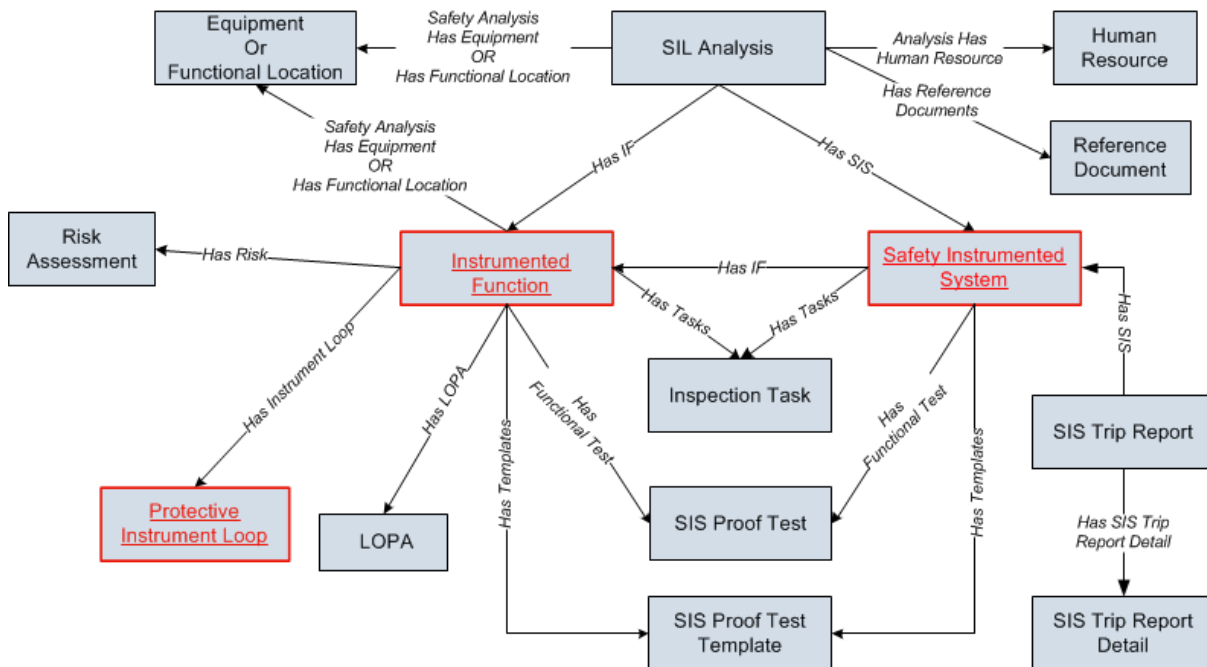 Equipment
Or
Functional Location
Safety Analysis
Has Equipment
OR
Has Functional Location
SIL Analysis
Analysis Has
Human Resource
Human
Resource
Has Reference
Documents
Reference
Document
Safety Analysis
Has Equipment
OR
Has Functional Location
Has IF
Has SIS
Risk
Assessment
Has Risk
Instrumented
Function
Has IF
Safety Instrumented
System
Has Tasks
Has Tasks
Has SIS
Inspection Task
Has Instrument Loop
Has LOPA
Has Templates
Has
Functional Test
Has
Functional Test
Has Templates
SIS Trip Report
Protective
Instrument Loop
LOPA
SIS Proof Test
Has SIS Trip
Report Detail
SIS Proof Test
Template
SIS Trip Report
Detail